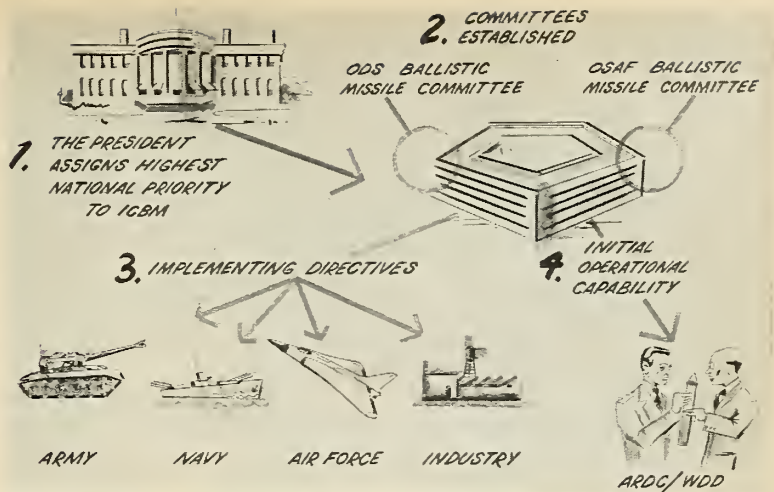 1. THE PRESIDENT
ASSIGNS HIGHEST
NATIONAL PRIORITY
TO ICBM
2. COMMITTEES
ESTABLISHED
ODS BALLISTIC
MISSILE COMMITTEE
OSAF BALLISTIC
MISSILE COMMITTEE
3. IMPLEMENTING DIRECTIVES
ARMY
NAVY
AIR FORCE
INDUSTRY
4. INITIAL
OPERATIONAL
CAPABILITY
ARDC/WDD